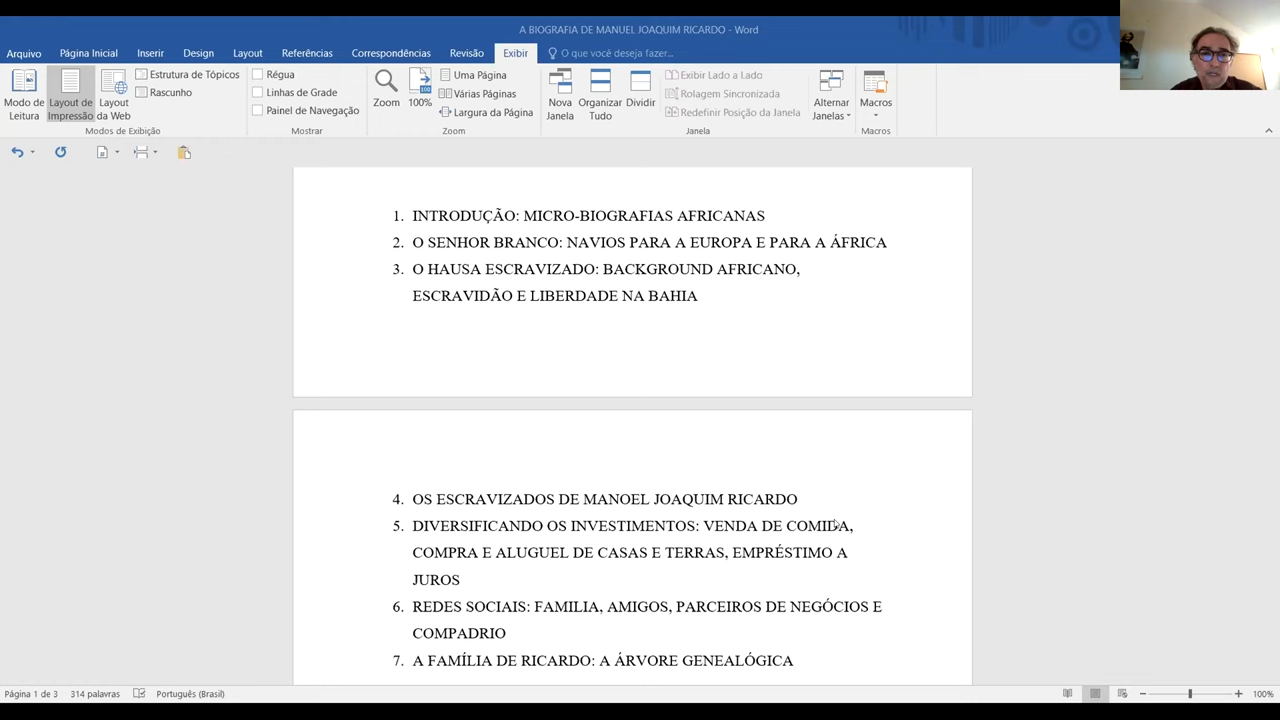 A BIOGRAFIA DE MANUEL JOAQUIM RICARDO - Word
Arquivo Página Inicial Inserir Design Layout Referências Correspondências Revisão Exibir O que você deseja fazer...
Modo de Leitura
Layout de Impressão
Layout da Web
Estrutura de Tópicos
Rascunho
Modos de Exibição
Régua
Linhas de Grade
Painel de Navegação
Mostrar
Zoom
100%
Uma Página
Várias Páginas
Largura da Página
Zoom
Nova Janela
Organizar Tudo
Dividir
Exibir Lado a Lado
Rolagem Sincronizada
Redefinir Posição da Janela
Janela
Alternar Janelas
Macros
Macros
1. INTRODUÇÃO: MICRO-BIOGRAFIAS AFRICANAS
2. O SENHOR BRANCO: NAVIOS PARA A EUROPA E PARA A ÁFRICA
3. O HAUSA ESCRAVIZADO: BACKGROUND AFRICANO,
ESCRAVIDÃO E LIBERDADE NA BAHIA
4. OS ESCRAVIZADOS DE MANOEL JOAQUIM RICARDO
5. DIVERSIFICANDO OS INVESTIMENTOS: VENDA DE COMIDA,
COMPRA E ALUGUEL DE CASAS E TERRAS, EMPRÉSTIMO A
JUROS
6. REDES SOCIAIS: FAMILIA, AMIGOS, PARCEIROS DE NEGÓCIOS E
COMPADRIO
7. A FAMÍLIA DE RICARDO: A ÁRVORE GENEALÓGICA
Página 1 de 3 314 palavras Português (Brasil) 100%